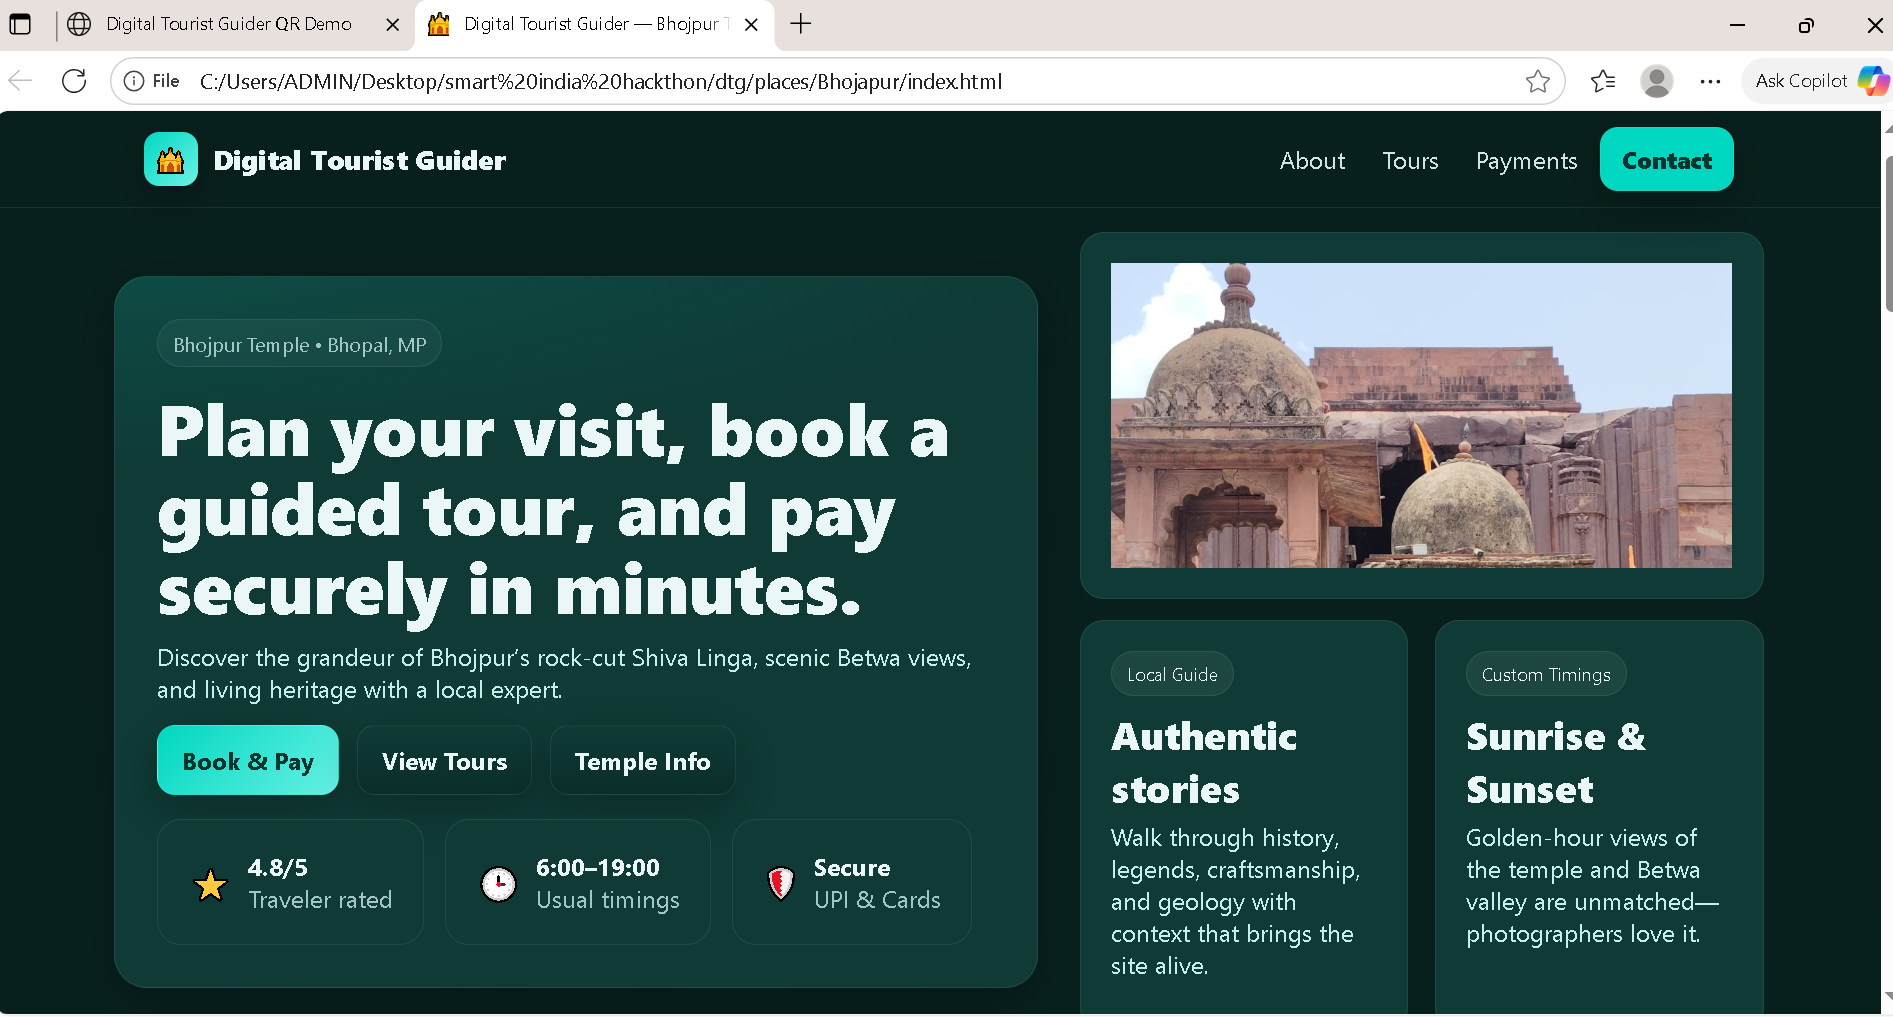 Digital Tourist Guider QR Demo
Digital Tourist Guider — Bhojpur T
File
C:/Users/ADMIN/Desktop/smart%20india%20hackthon/dtg/places/Bhojapur/index.html
Ask Copilot
Digital Tourist Guider
About
Tours
Payments
Contact
Bhojpur Temple • Bhopal, MP
Plan your visit, book a
guided tour, and pay
securely in minutes.
Discover the grandeur of Bhojpur’s rock-cut Shiva Linga, scenic Betwa views,
and living heritage with a local expert.
Book & Pay
View Tours
Temple Info
4.8/5
Traveler rated
6:00–19:00
Usual timings
Secure
UPI & Cards
Local Guide
Authentic
stories
Walk through history,
legends, craftsmanship,
and geology with
context that brings the
site alive.
Custom Timings
Sunrise &
Sunset
Golden-hour views of
the temple and Betwa
valley are unmatched—
photographers love it.